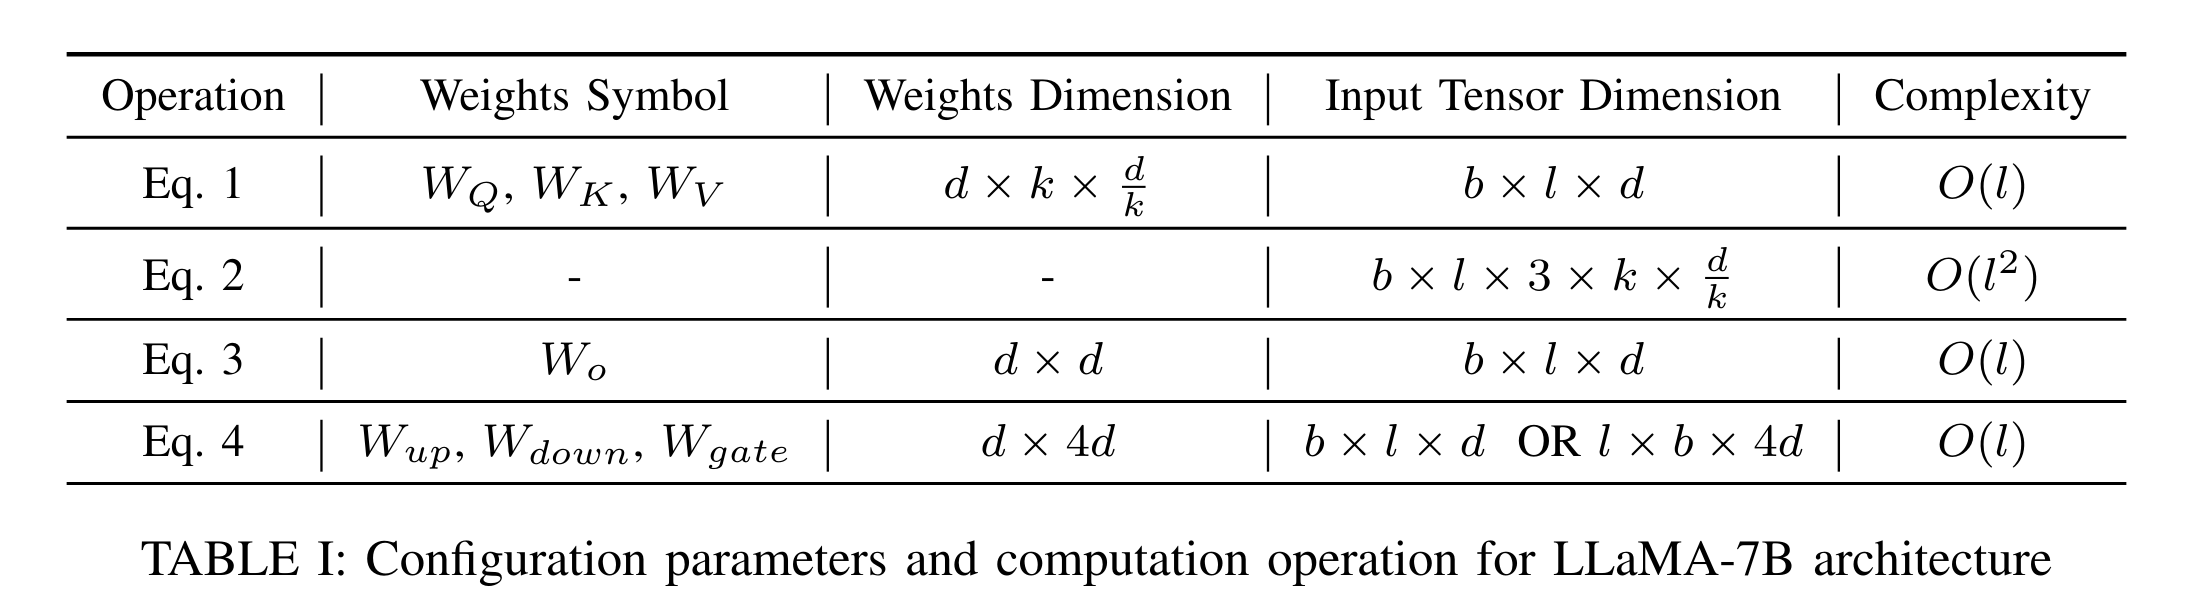 Operation | Weights Symbol | Weights Dimension | Input Tensor Dimension | Complexity
Eq. 1 | $W_Q$, $W_K$, $W_V$ | $d \times k \times \frac{d}{k}$ | $b \times l \times d$ | $O(l)$
Eq. 2 | - | - | $b \times l \times 3 \times k \times \frac{d}{k}$ | $O(l^2)$
Eq. 3 | $W_o$ | $d \times d$ | $b \times l \times d$ | $O(l)$
Eq. 4 | $W_{up}$, $W_{down}$, $W_{gate}$ | $d \times 4d$ | $b \times l \times d$ OR $l \times b \times 4d$ | $O(l)$
TABLE I: Configuration parameters and computation operation for LLaMA-7B architecture